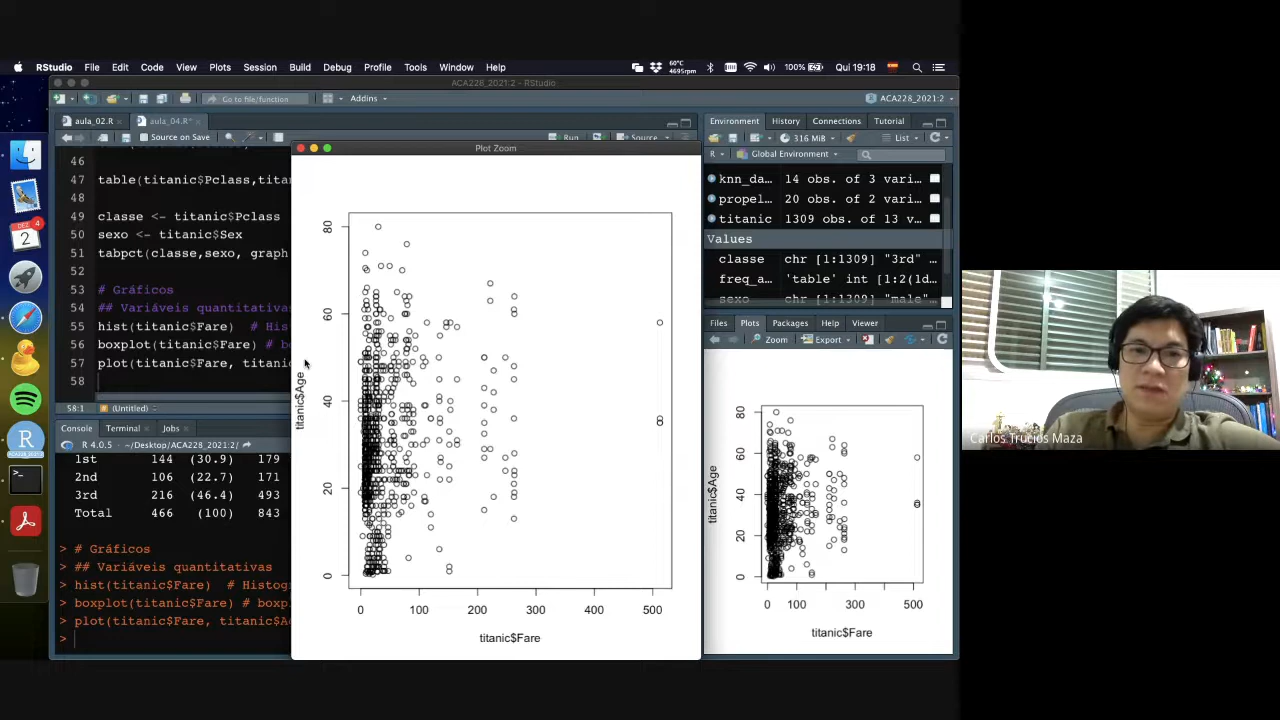 RStudio File Edit Code View Plots Session Build Debug Profile Tools Window Help 60°C 4695rpm 100% Qui 19:18
ACA228_2021:2 - RStudio
Go to file/function Addins ACA228_2021:2
aula_02.R aula_04.R*
Source on Save Run Source
46
47 table(titanic$Pclass,titan
48
49 classe <- titanic$Pclass
50 sexo <- titanic$Sex
51 tabpct(classe,sexo, graph
52
53 # Gráficos
54 ## Variáveis quantitativas
55 hist(titanic$Fare) # His
56 boxplot(titanic$Fare) # b
57 plot(titanic$Fare, titani
58
58:1 (Untitled)
Console Terminal Jobs
R 4.0.5 · ~/Desktop/ACA228_2021:2/
1st 144 (30.9) 179
2nd 106 (22.7) 171
3rd 216 (46.4) 493
Total 466 (100) 843
> # Gráficos
> ## Variáveis quantitativas
> hist(titanic$Fare) # Histog
> boxplot(titanic$Fare) # boxp
> plot(titanic$Fare, titanic$A
>
Plot Zoom
titanic$Age
80
60
40
20
0
0 100 200 300 400 500
titanic$Fare
Environment History Connections Tutorial
316 MiB List
R Global Environment
knn_da… 14 obs. of 3 vari…
propel… 20 obs. of 2 vari…
titanic 1309 obs. of 13 v…
Values
classe chr [1:1309] "3rd" …
freq_a… 'table' int [1:2(1d…
sexo chr [1:1309] "male"
Files Plots Packages Help Viewer
Zoom Export
titanic$Age
80
60
40
20
0
0 100 300 500
titanic$Fare
DEZ 4
2
R
ACA228_2021:2
Carlos Trucios Maza